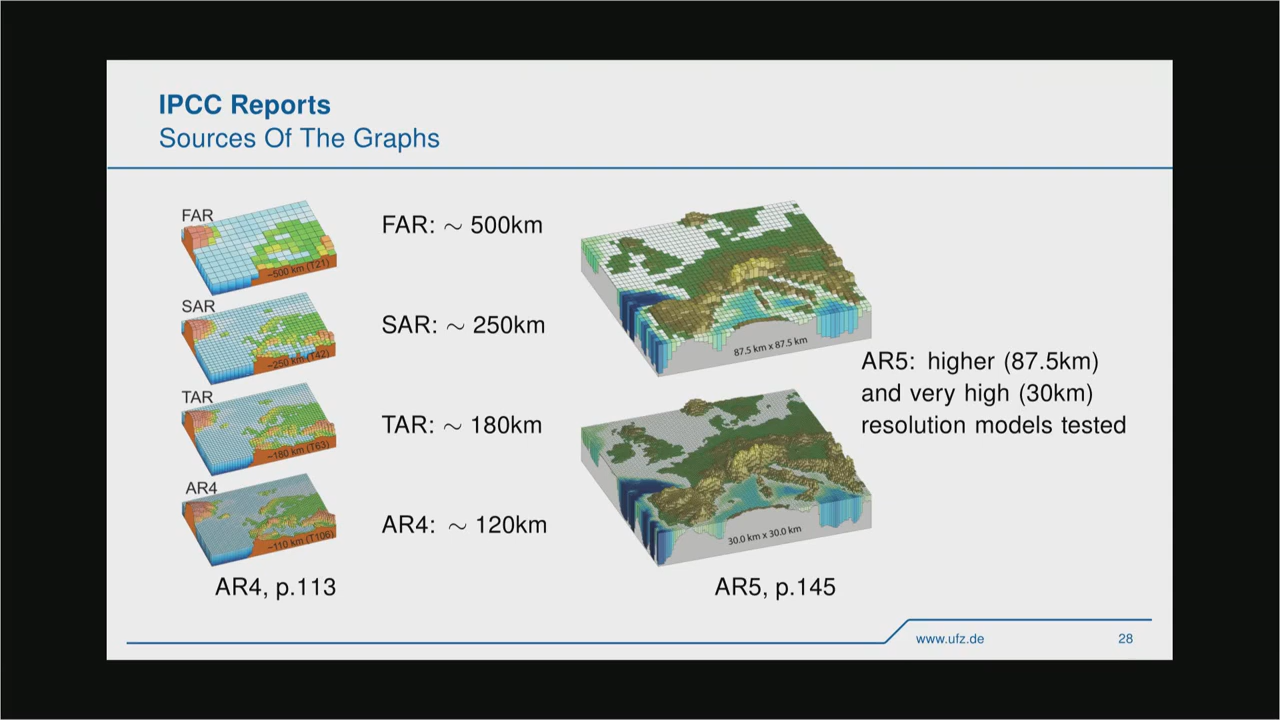 IPCC Reports
Sources Of The Graphs
FAR
~500 km (T21)
SAR
~250 km (T42)
TAR
~180 km (T63)
AR4
~110 km (T106)
AR4, p.113
FAR: ∼ 500km
SAR: ∼ 250km
TAR: ∼ 180km
AR4: ∼ 120km
87.5 km x 87.5 km
30.0 km x 30.0 km
AR5, p.145
AR5: higher (87.5km)
and very high (30km)
resolution models tested
www.ufz.de
28